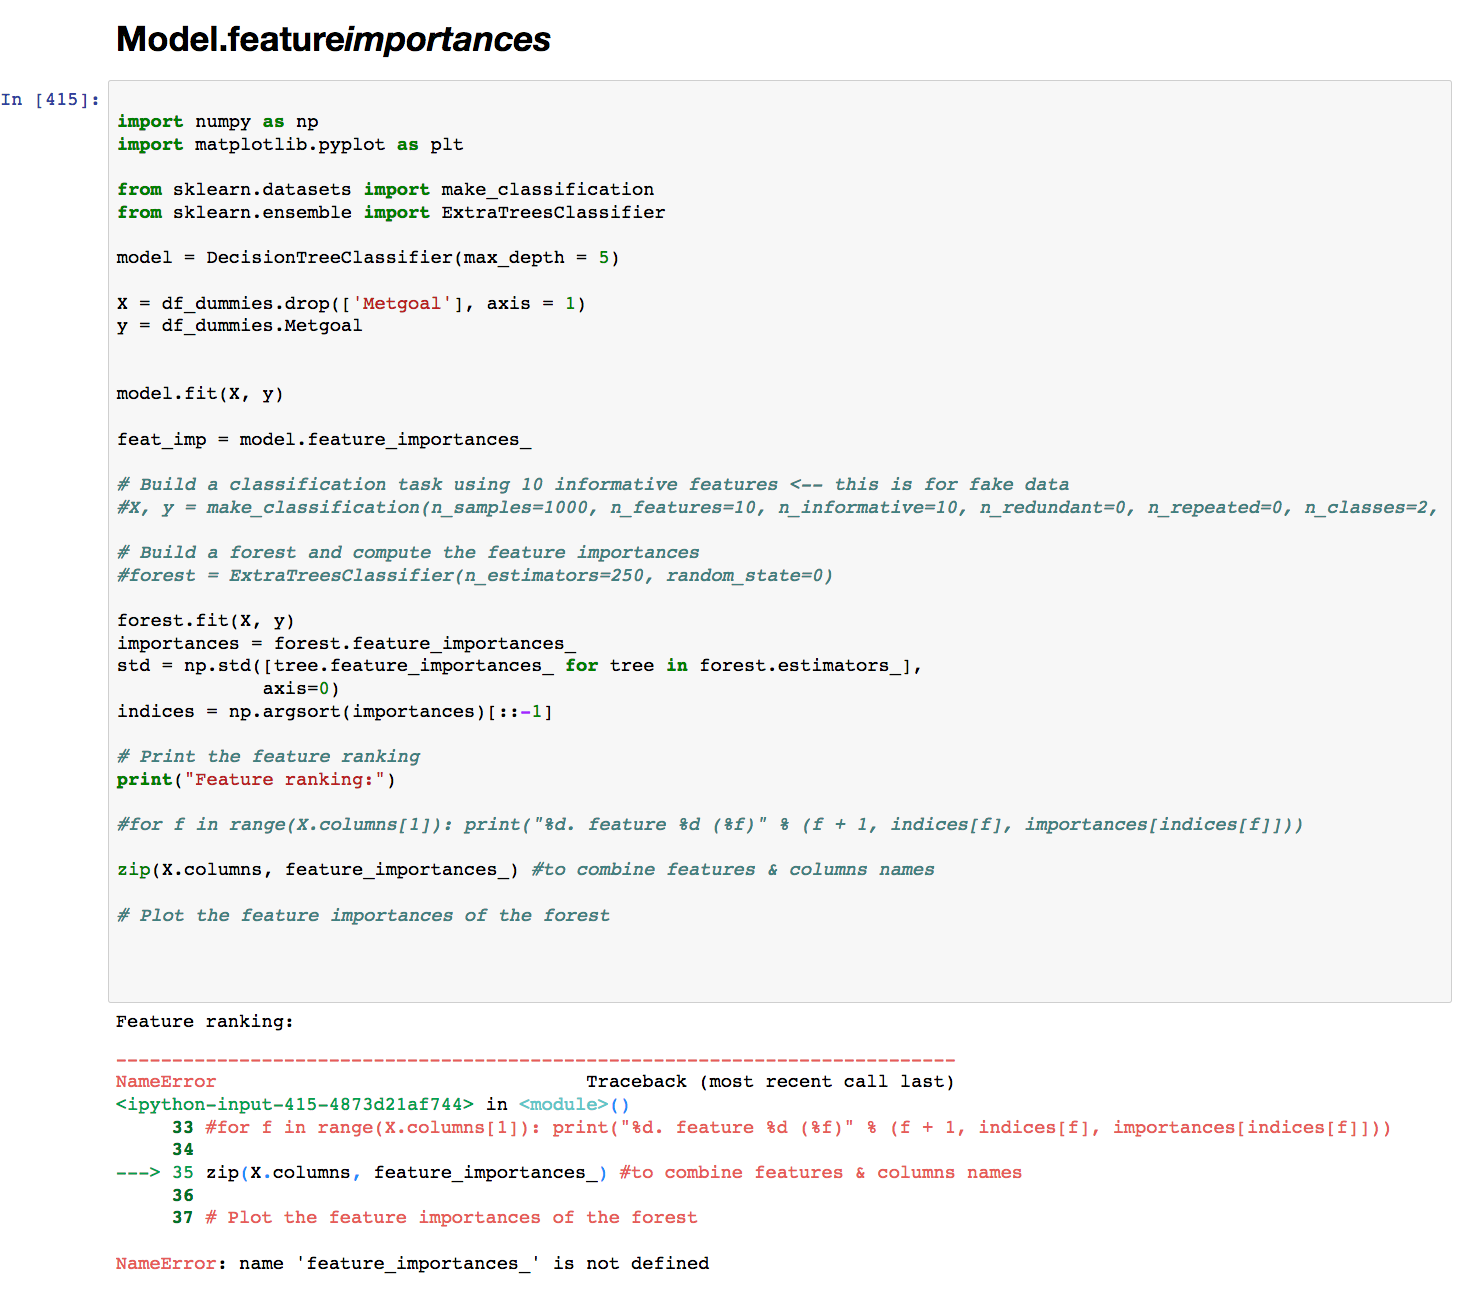 Model.featureimportances
In [415]:
import numpy as np
import matplotlib.pyplot as plt
from sklearn.datasets import make_classification
from sklearn.ensemble import ExtraTreesClassifier
model = DecisionTreeClassifier(max_depth = 5)
X = df_dummies.drop(['Metgoal'], axis = 1)
y = df_dummies.Metgoal
model.fit(X, y)
feat_imp = model.feature_importances_
# Build a classification task using 10 informative features <-- this is for fake data
#X, y = make_classification(n_samples=1000, n_features=10, n_informative=10, n_redundant=0, n_repeated=0, n_classes=2,
# Build a forest and compute the feature importances
#forest = ExtraTreesClassifier(n_estimators=250, random_state=0)
forest.fit(X, y)
importances = forest.feature_importances_
std = np.std([tree.feature_importances_ for tree in forest.estimators_],
axis=0)
indices = np.argsort(importances)[::-1]
# Print the feature ranking
print("Feature ranking:")
#for f in range(X.columns[1]): print("%d. feature %d (%f)" % (f + 1, indices[f], importances[indices[f]]))
zip(X.columns, feature_importances_) #to combine features & columns names
# Plot the feature importances of the forest
Feature ranking:
---------------------------------------------------------------------------
NameError Traceback (most recent call last)
<ipython-input-415-4873d21af744> in <module>()
33 #for f in range(X.columns[1]): print("%d. feature %d (%f)" % (f + 1, indices[f], importances[indices[f]]))
34
---> 35 zip(X.columns, feature_importances_) #to combine features & columns names
36
37 # Plot the feature importances of the forest
NameError: name 'feature_importances_' is not defined